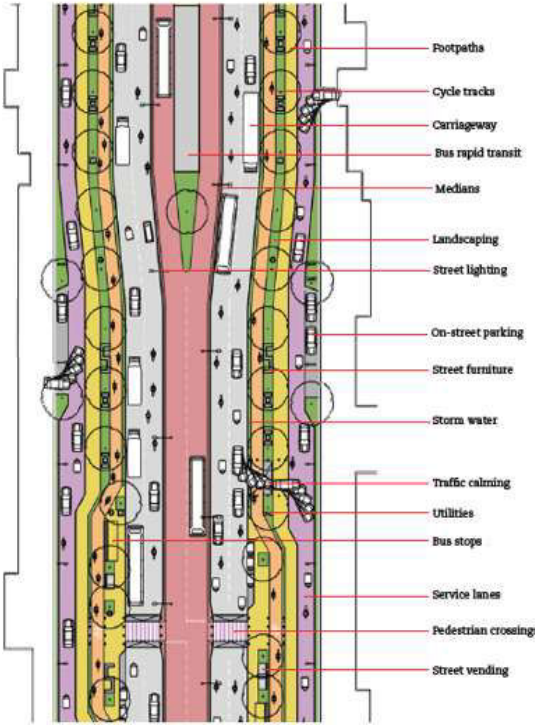 Footpaths
Cycle tracks
Carriageway
Bus rapid transit
Medians
Landscaping
Street lighting
On-street parking
Street furniture
Storm water
Traffic calming
Utilities
Bus stops
Service lanes
Pedestrian crossings
Street vending